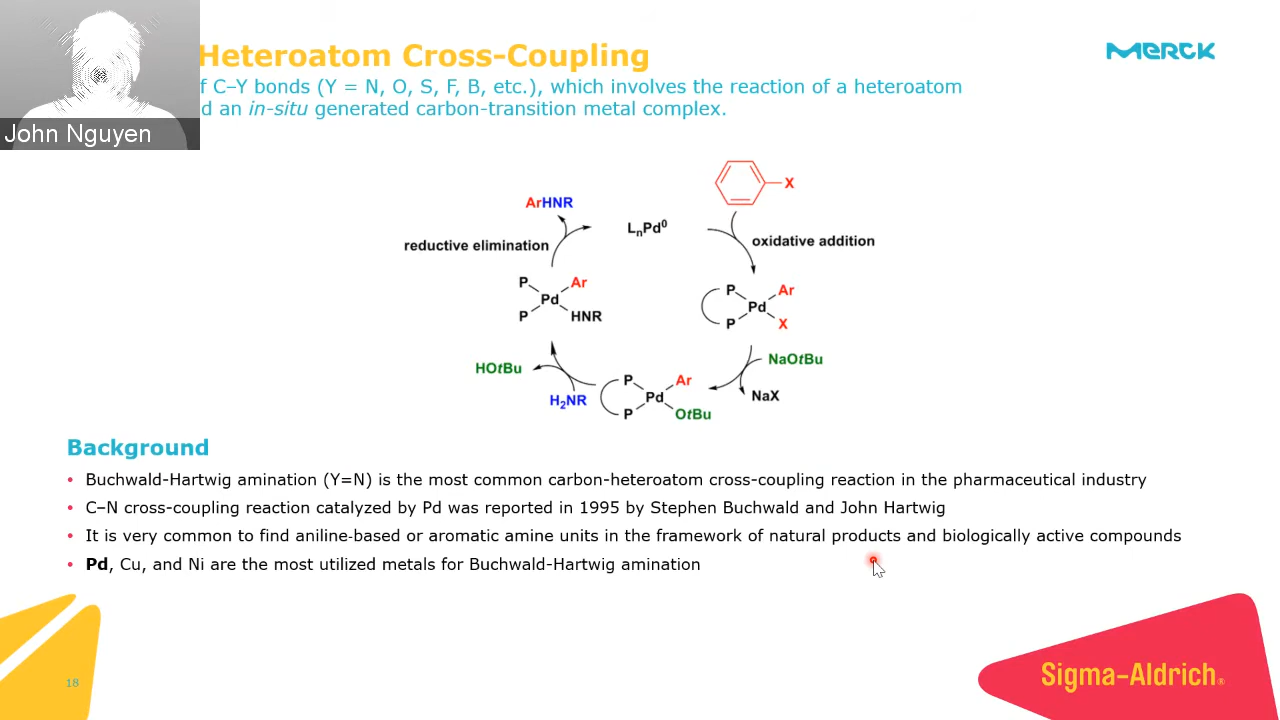 Heteroatom Cross-Coupling
MERCK
John Nguyen
f C–Y bonds (Y = N, O, S, F, B, etc.), which involves the reaction of a heteroatom
d an in-situ generated carbon-transition metal complex.
X
ArHNR
LnPd0
reductive elimination
oxidative addition
P
Ar
Pd
P
HNR
P
Ar
Pd
P
X
HOtBu
H2NR
P
Ar
Pd
P
OtBu
NaOtBu
NaX
Background
• Buchwald-Hartwig amination (Y=N) is the most common carbon-heteroatom cross-coupling reaction in the pharmaceutical industry
• C–N cross-coupling reaction catalyzed by Pd was reported in 1995 by Stephen Buchwald and John Hartwig
• It is very common to find aniline-based or aromatic amine units in the framework of natural products and biologically active compounds
• Pd, Cu, and Ni are the most utilized metals for Buchwald-Hartwig amination
18
Sigma-Aldrich®